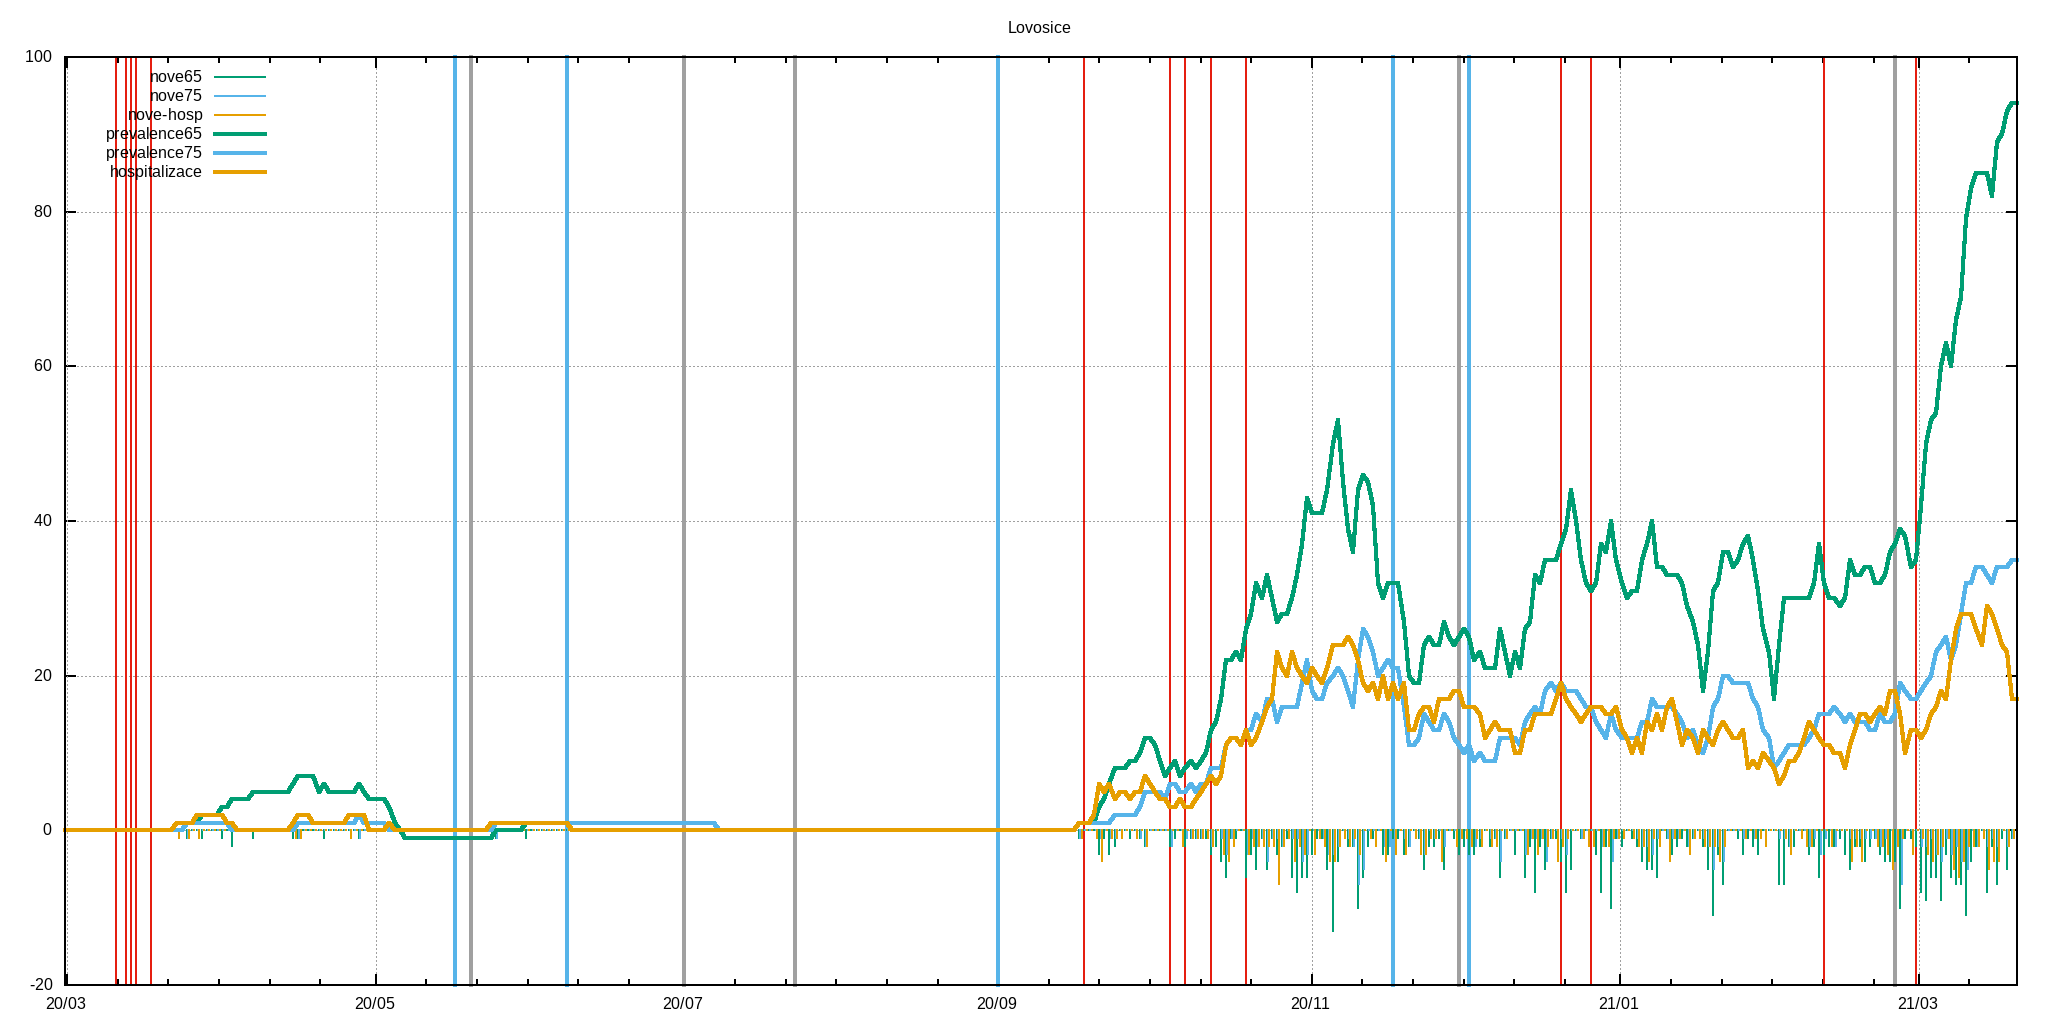 Lovosice
100
nove65
nove75
nove-hosp
prevalence65
prevalence75
hospitalizace
80
60
40
20
0
-20
20/03 20/05 20/07 20/09 20/11 21/01 21/03